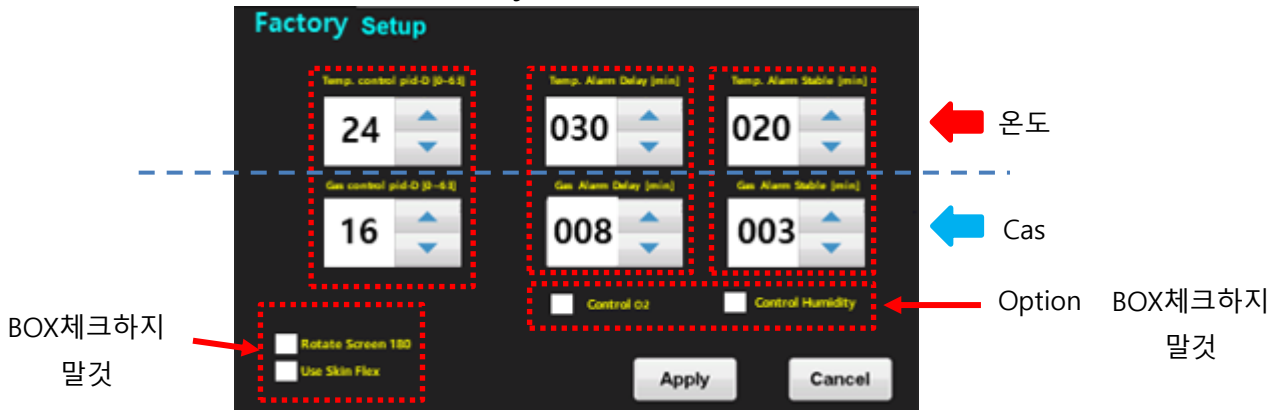 Factory Setup
Temp. control pid-D [0~63]
Temp. Alarm Delay [min]
Temp. Alarm Stable [min]
24
030
020
온도
Gas control pid-D [0~63]
Gas Alarm Delay [min]
Gas Alarm Stable [min]
16
008
003
Cas
Control O2
Control Humidity
Option
BOX체크하지
말것
BOX체크하지
말것
Rotate Screen 180
Use Skin Flex
Apply
Cancel